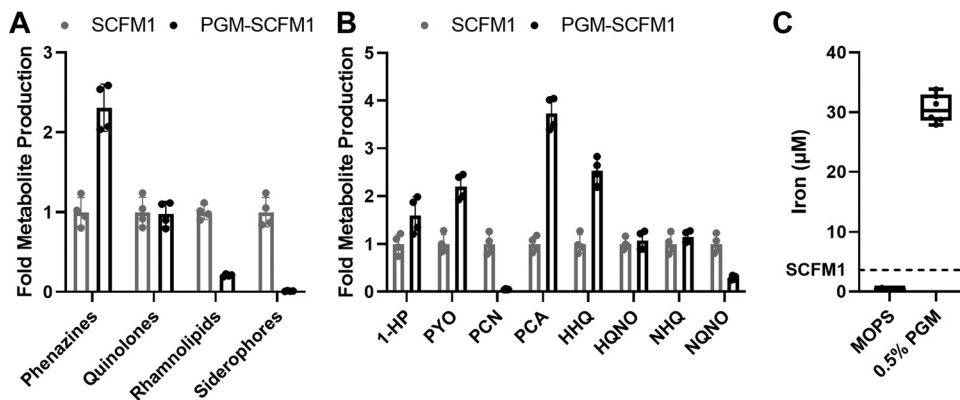 A
SCFM1 PGM-SCFM1
Fold Metabolite Production
3
2
1
0
Phenazines
Quinolones
Rhamnolipids
Siderophores
B
SCFM1 PGM-SCFM1
Fold Metabolite Production
5
4
3
2
1
0
1-HP
PYO
PCN
PCA
HHQ
HQNO
NHQ
NQNO
C
Iron (µM)
40
30
20
10
SCFM1
0
MOPS
0.5% PGM